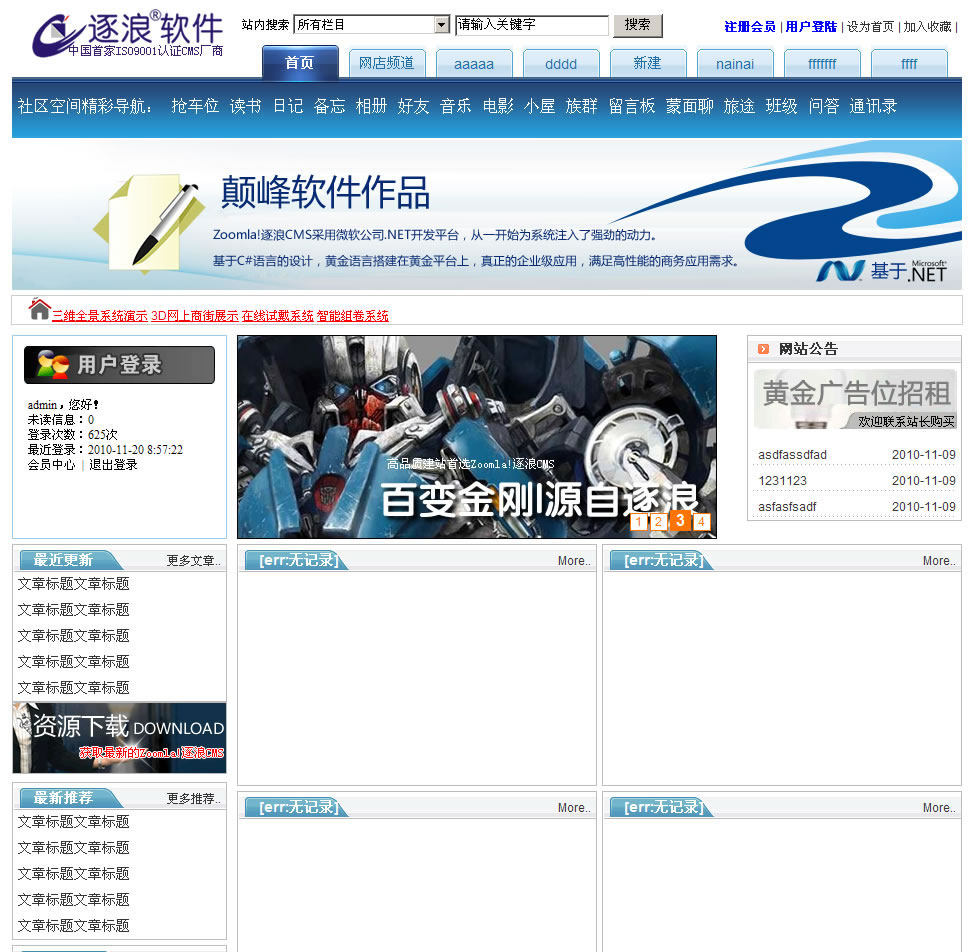 逐浪®软件
中国首家ISO9001认证CMS厂商
站内搜索 所有栏目 请输入关键字 搜索
注册会员 | 用户登陆 | 设为首页 | 加入收藏 |
首页 网店频道 aaaaa dddd 新建 nainai fffffff ffff
社区空间精彩导航： 抢车位 读书 日记 备忘 相册 好友 音乐 电影 小屋 族群 留言板 蒙面聊 旅途 班级 问答 通讯录
颠峰软件作品
Zoomla!逐浪CMS采用微软公司.NET开发平台，从一开始为系统注入了强劲的动力。
基于C#语言的设计，黄金语言搭建在黄金平台上，真正的企业级应用，满足高性能的商务应用需求。
基于 Microsoft® .NET
三维全景系统演示 3D网上商街展示 在线试戴系统 智能组卷系统
用户登录
admin，您好！
未读信息：0
登录次数：625次
最近登录：2010-11-20 8:57:22
会员中心 | 退出登录
高品质建站首选Zoomla!逐浪CMS
百变金刚源自逐浪
1 2 3 4
网站公告
黄金广告位招租
欢迎联系站长购买
asdfassdfad 2010-11-09
1231123 2010-11-09
asfasfsadf 2010-11-09
最近更新 更多文章..
文章标题文章标题
文章标题文章标题
文章标题文章标题
文章标题文章标题
文章标题文章标题
资源下载 DOWNLOAD
获取最新的Zoomla!逐浪CMS
最新推荐 更多推荐..
文章标题文章标题
文章标题文章标题
文章标题文章标题
文章标题文章标题
文章标题文章标题
[err:无记录] More..
[err:无记录] More..
[err:无记录] More..
[err:无记录] More..